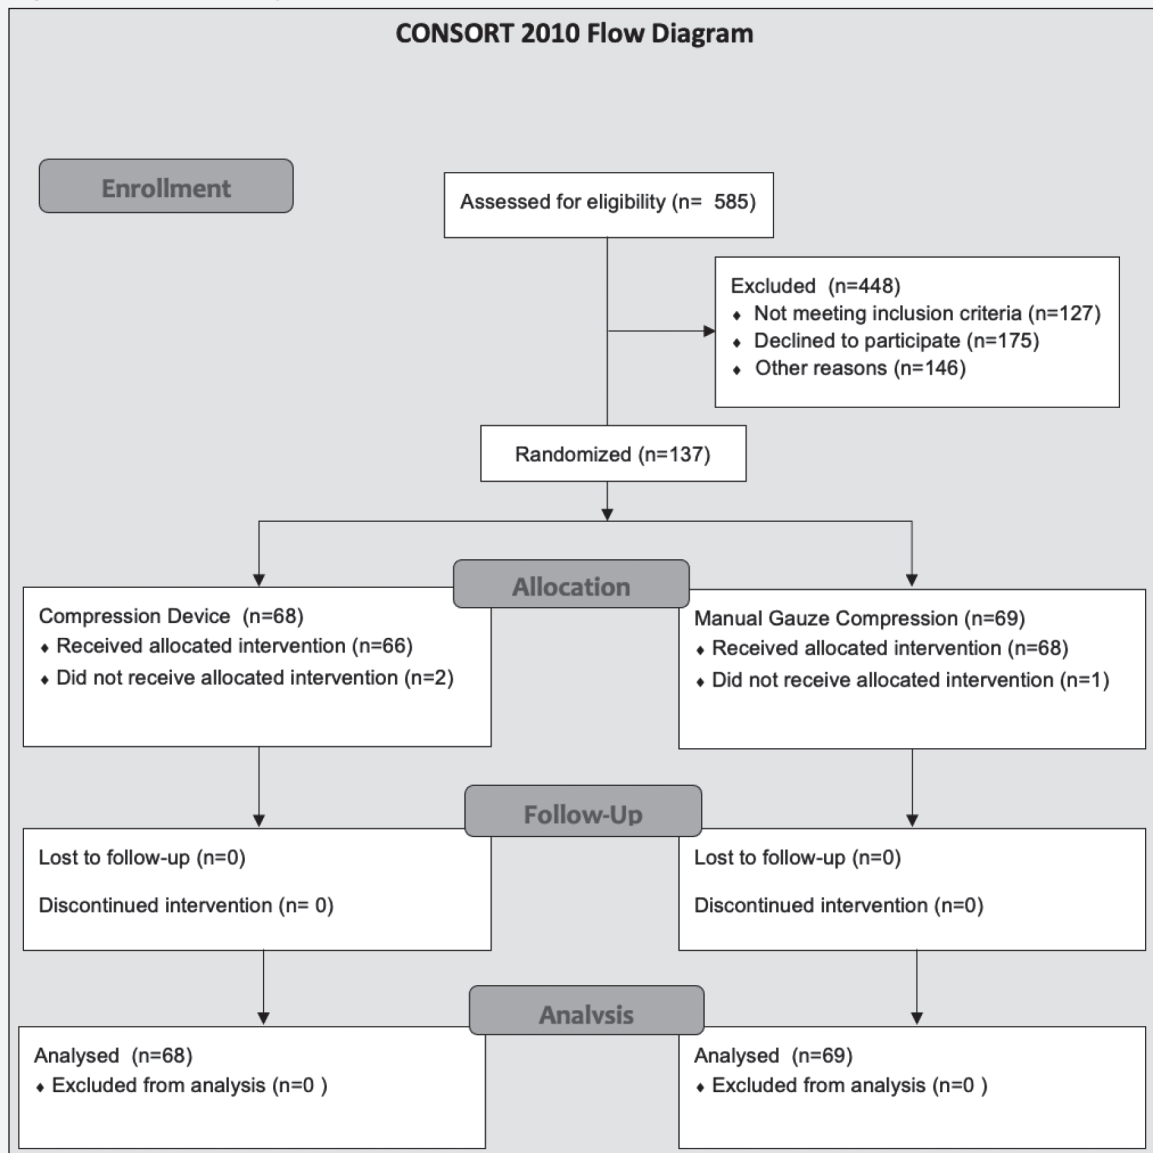 CONSORT 2010 Flow Diagram
Enrollment
Assessed for eligibility (n=  585)
Excluded  (n=448)
♦ Not meeting inclusion criteria (n=127)
♦ Declined to participate (n=175)
♦ Other reasons (n=146)
Randomized (n=137)
Allocation
Compression Device  (n=68)
♦ Received allocated intervention (n=66)
♦ Did not receive allocated intervention (n=2)
Manual Gauze Compression (n=69)
♦ Received allocated intervention (n=68)
♦ Did not receive allocated intervention (n=1)
Follow-Up
Lost to follow-up (n=0)
Discontinued intervention (n= 0)
Lost to follow-up (n=0)
Discontinued intervention (n=0)
Analysis
Analysed  (n=68)
♦ Excluded from analysis (n=0 )
Analysed  (n=69)
♦ Excluded from analysis (n=0 )